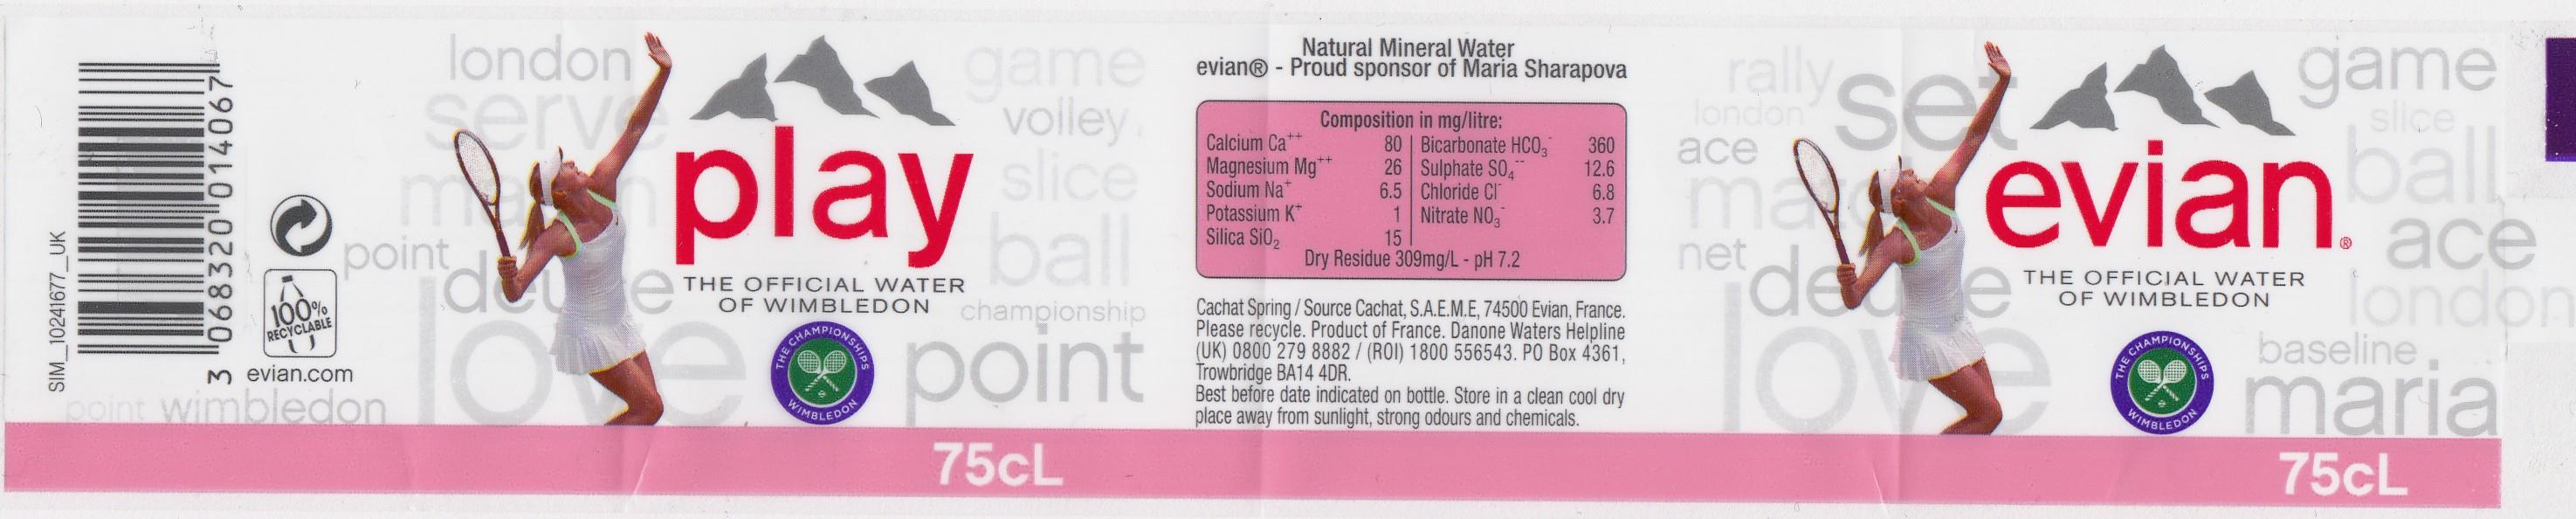 SIM_10241677_UK
3 068320 014067
100%
RECYCLABLE
evian.com
point wimbledon
london
serve
point
deuce
love
play
THE OFFICIAL WATER
OF WIMBLEDON
THE CHAMPIONSHIPS
WIMBLEDON
game
volley
slice
ball
championship
point
75cL
Natural Mineral Water
evian® - Proud sponsor of Maria Sharapova
Composition in mg/litre:
Calcium Ca++ 80 Bicarbonate HCO3- 360
Magnesium Mg++ 26 Sulphate SO4-- 12.6
Sodium Na+ 6.5 Chloride Cl- 6.8
Potassium K+ 1 Nitrate NO3- 3.7
Silica SiO2 15
Dry Residue 309mg/L - pH 7.2
Cachat Spring / Source Cachat, S.A.E.M.E, 74500 Evian, France.
Please recycle. Product of France. Danone Waters Helpline
(UK) 0800 279 8882 / (ROI) 1800 556543. PO Box 4361,
Trowbridge BA14 4DR.
Best before date indicated on bottle. Store in a clean cool dry
place away from sunlight, strong odours and chemicals.
rally
set
london
ace
net
deuce
love
evian®
THE OFFICIAL WATER
OF WIMBLEDON
THE CHAMPIONSHIPS
WIMBLEDON
game
slice
ball
ace
london
baseline
maria
75cL